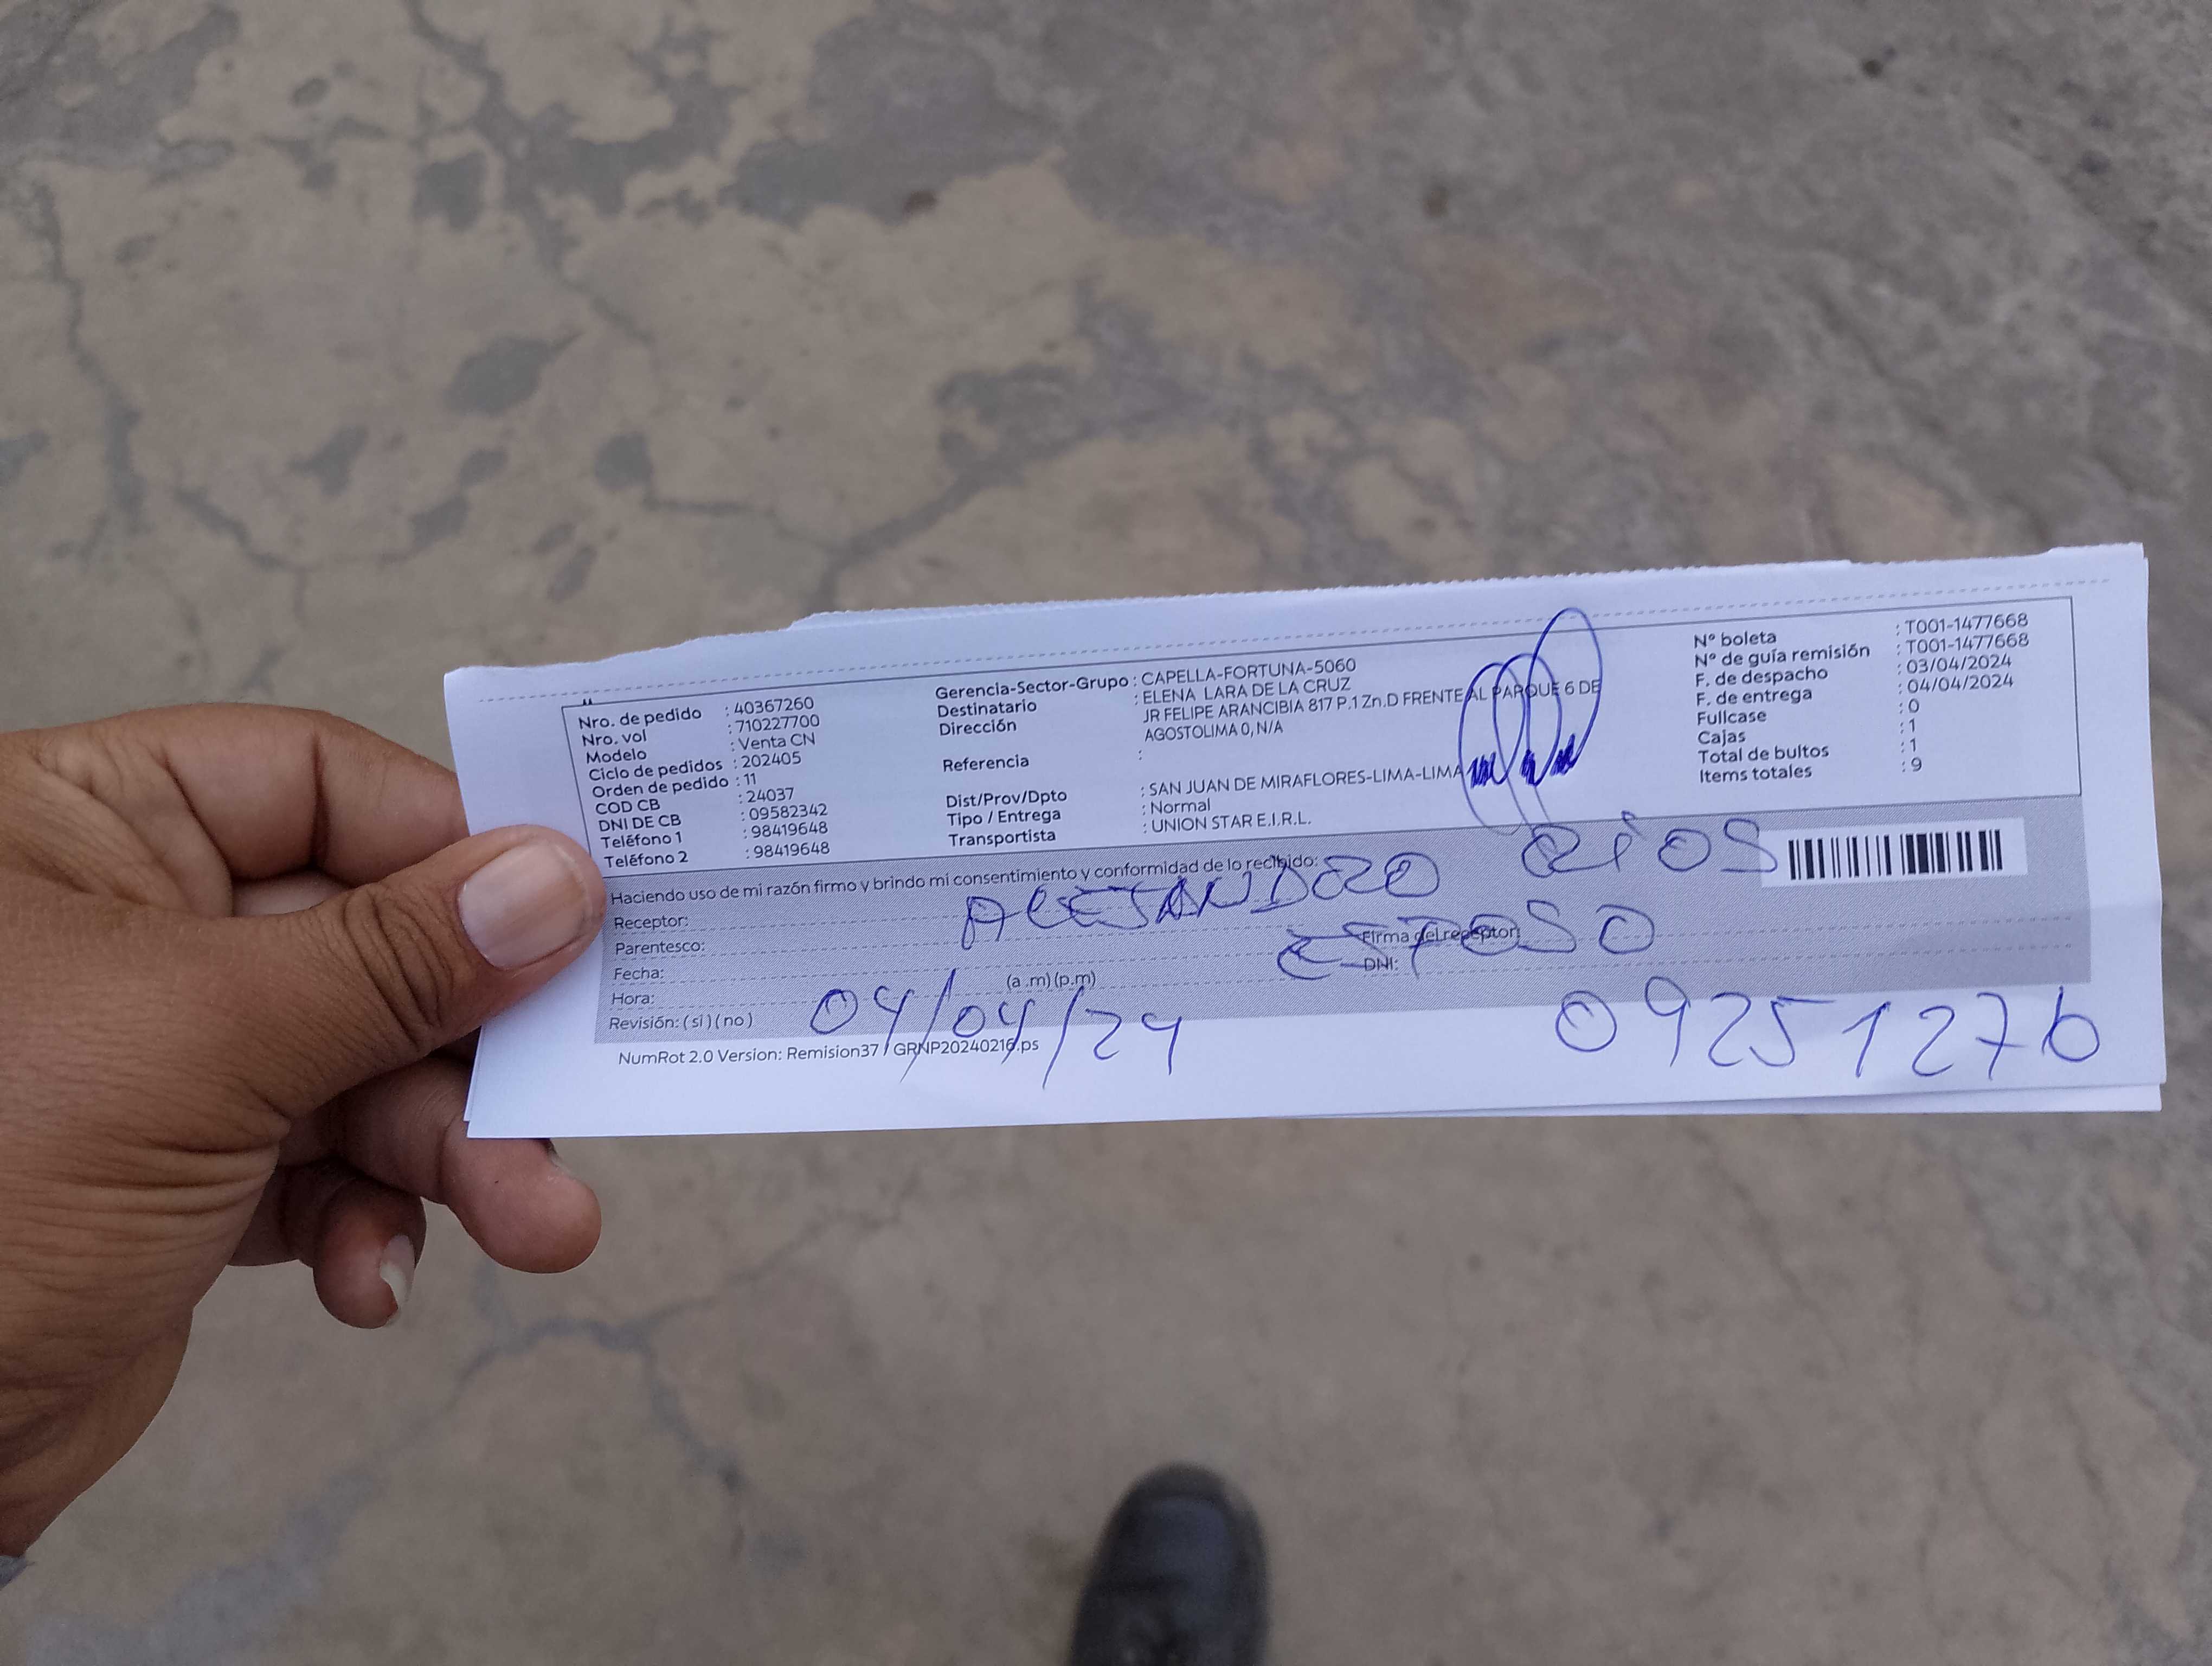 Nro. de pedido : 40367260
Nro. vol : 710227700
Modelo : Venta CN
Ciclo de pedidos : 202405
Orden de pedido : 11
COD CB : 24037
DNI DE CB : 09582342
Teléfono 1 : 98419648
Teléfono 2 : 98419648
Gerencia-Sector-Grupo : CAPELLA-FORTUNA-5060
Destinatario : ELENA LARA DE LA CRUZ
Dirección JR FELIPE ARANCIBIA 817 P.1 Zn.D FRENTE AL PARQUE 6 DE
AGOSTOLIMA 0, N/A
Referencia :
Dist/Prov/Dpto : SAN JUAN DE MIRAFLORES-LIMA-LIMA
Tipo / Entrega : Normal
Transportista : UNION STAR E.I.R.L.
N° boleta : T001-1477668
N° de guía remisión : T001-1477668
F. de despacho : 03/04/2024
F. de entrega : 04/04/2024
Fullcase : 0
Cajas : 1
Total de bultos : 1
Items totales : 9
Haciendo uso de mi razón firmo y brindo mi consentimiento y conformidad de lo recibido:
Receptor: ALEJANDRO RÍOS
Parentesco: ESPOSO Firma del receptor:
Fecha: DNI:
Hora: (a .m) (p.m)
Revisión: ( si ) ( no ) 04/04/24 09251276
NumRot 2.0 Version: Remision37 / GRNP20240216.ps